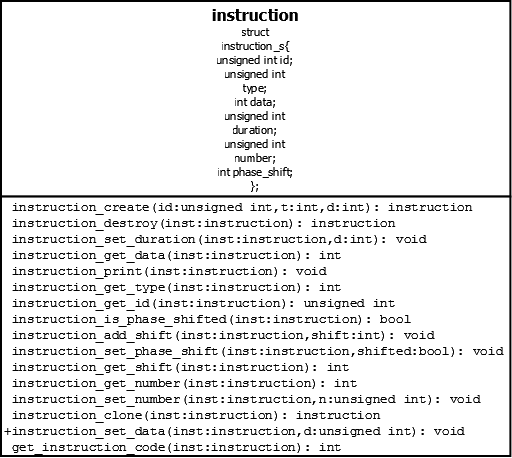 instruction
struct
instruction_s{
unsigned int id;
unsigned int
type;
int data;
unsigned int
duration;
unsigned int
number;
int phase_shift;
};
instruction_create(id:unsigned int,t:int,d:int): instruction
instruction_destroy(inst:instruction): instruction
instruction_set_duration(inst:instruction,d:int): void
instruction_get_data(inst:instruction): int
instruction_print(inst:instruction): void
instruction_get_type(inst:instruction): int
instruction_get_id(inst:instruction): unsigned int
instruction_is_phase_shifted(inst:instruction): bool
instruction_add_shift(inst:instruction,shift:int): void
instruction_set_phase_shift(inst:instruction,shifted:bool): void
instruction_get_shift(inst:instruction): int
instruction_get_number(inst:instruction): int
instruction_set_number(inst:instruction,n:unsigned int): void
instruction_clone(inst:instruction): instruction
+instruction_set_data(inst:instruction,d:unsigned int): void
get_instruction_code(inst:instruction): int